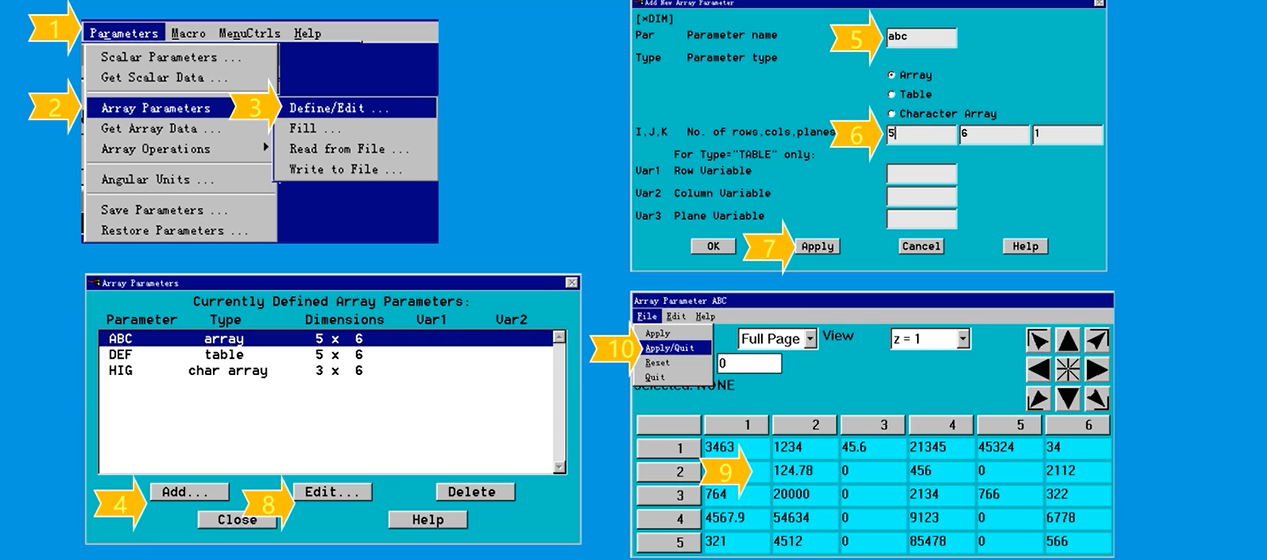 1
Parameters Macro MenuCtrls Help
Scalar Parameters ...
Get Scalar Data ...
2 Array Parameters
Get Array Data ...
Array Operations
Angular Units ...
Save Parameters ...
Restore Parameters ...
3 Define/Edit ...
Fill ...
Read from File ...
Write to File ...
Add New Array Parameter
[*DIM]
Par Parameter name 5 abc
Type Parameter type
Array
Table
Character Array
I,J,K No. of rows,cols,planes 6 5 6 1
For Type="TABLE" only:
Var1 Row Variable
Var2 Column Variable
Var3 Plane Variable
OK 7 Apply Cancel Help
Array Parameters
Currently Defined Array Parameters:
Parameter Type Dimensions Var1 Var2
ABC array 5 x 6
DEF table 5 x 6
HIG char array 3 x 6
4 Add... 8 Edit... Delete
Close Help
Array Parameter ABC
File Edit Help
Apply
10 Apply/Quit
Reset
Quit
Full Page View z = 1
0
NONE
1 2 3 4 5 6
1 3463 1234 45.6 21345 45324 34
2 9 124.78 0 456 0 2112
3 764 20000 0 2134 766 322
4 4567.9 54634 0 9123 0 6778
5 321 4512 0 85478 0 566